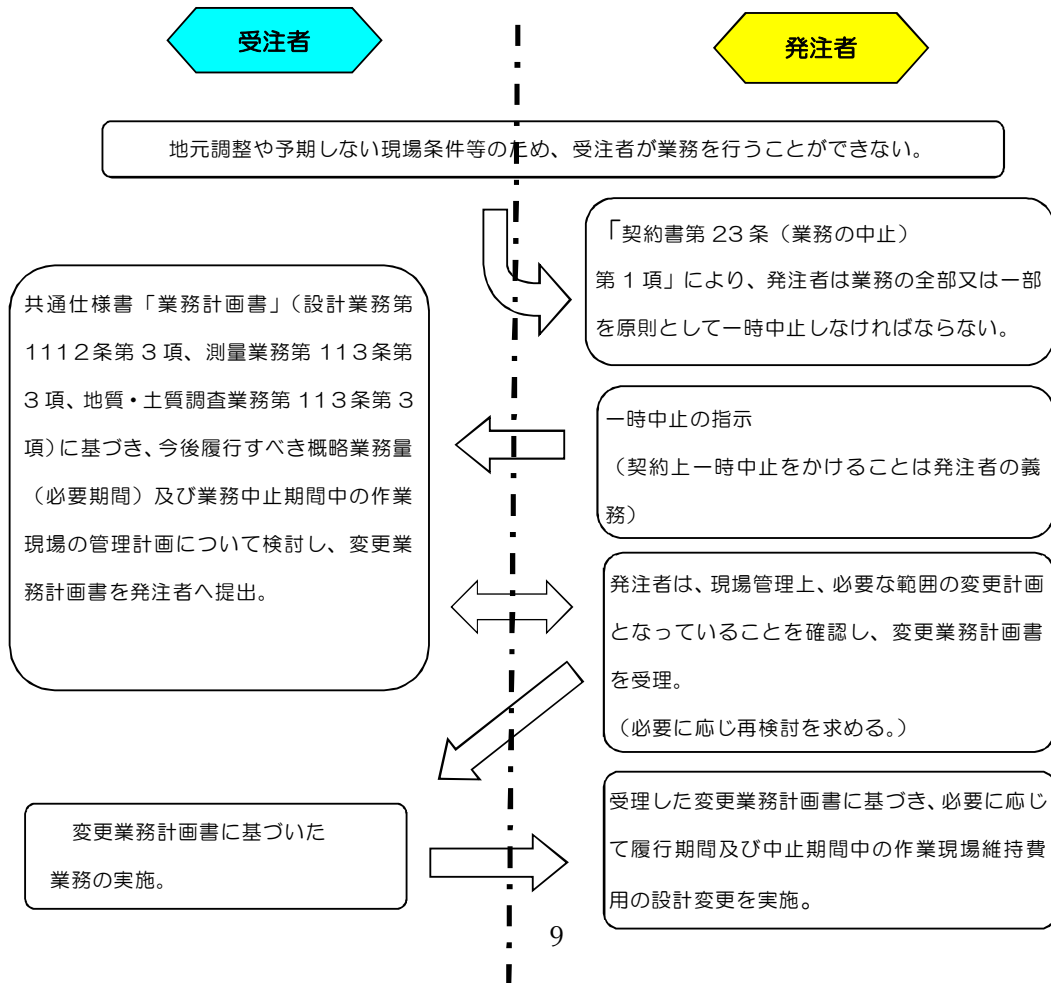 受注者
発注者
地元調整や予期しない現場条件等のため、受注者が業務を行うことができない。
「契約書第 23 条（業務の中止）
第 1 項」により、発注者は業務の全部又は一部
を原則として一時中止しなければならない。
共通仕様書「業務計画書」（設計業務第
1112条第 3 項、測量業務第 113条第
3 項、地質・土質調査業務第 113条第 3
項）に基づき、今後履行すべき概略業務量
（必要期間）及び業務中止期間中の作業
現場の管理計画について検討し、変更業
務計画書を発注者へ提出。
一時中止の指示
（契約上一時中止をかけることは発注者の義
務）
発注者は、現場管理上、必要な範囲の変更計画
となっていることを確認し、変更業務計画書
を受理。
（必要に応じ再検討を求める。）
変更業務計画書に基づいた
業務の実施。
受理した変更業務計画書に基づき、必要に応じ
て履行期間及び中止期間中の作業現場維持費
用の設計変更を実施。
9